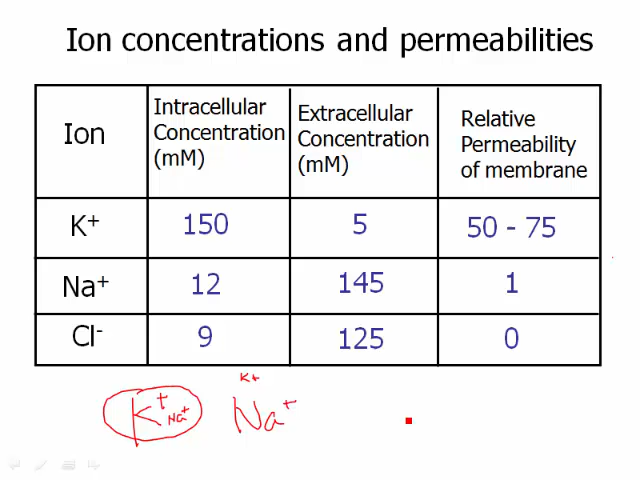 Ion concentrations and permeabilities
Ion
Intracellular
Concentration
(mM)
Extracellular
Concentration
(mM)
Relative
Permeability
of membrane
K+
150
5
50 - 75
Na+
12
145
1
Cl-
9
125
0
K+
K+ Na+
Na+